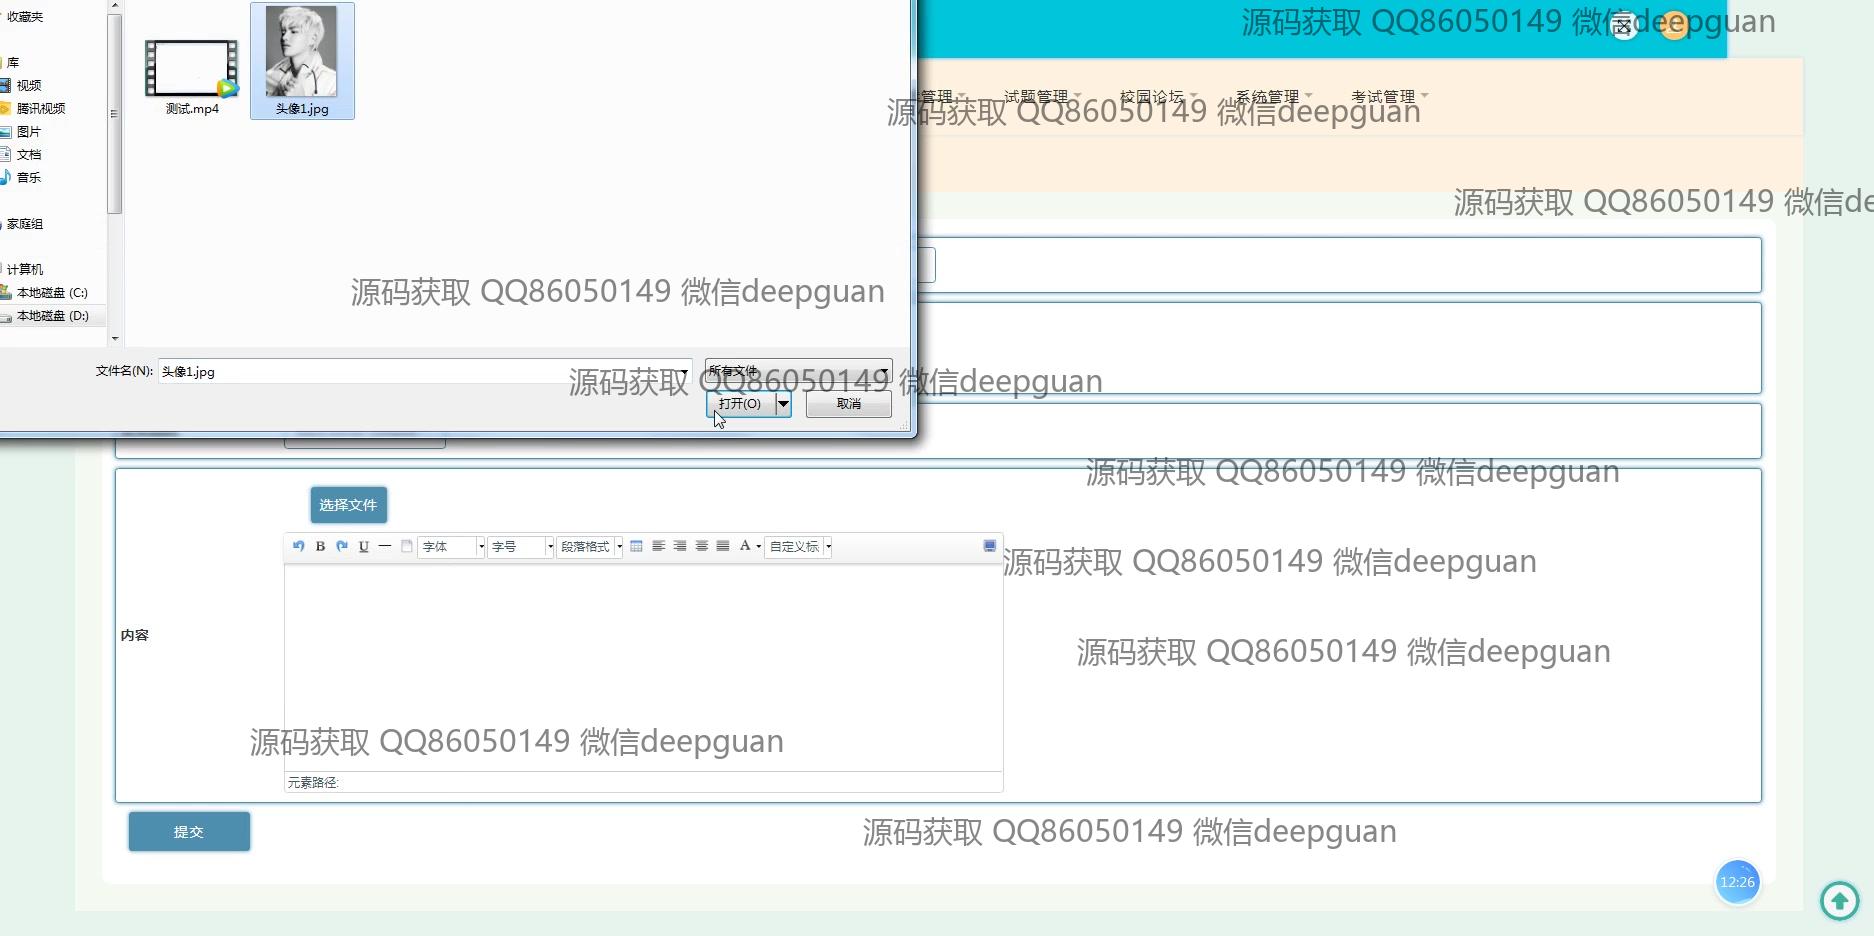 收藏夹
库
视频
腾讯视频
图片
文档
音乐
家庭组
计算机
本地磁盘 (C:)
本地磁盘 (D:)
测试.mp4
头像1.jpg
文件名(N):
头像1.jpg
所有文件
打开(O)
取消
管理
试题管理
校园论坛
系统管理
考试管理
选择文件
B
U
字体
字号
段落格式
A
自定义标
内容
元素路径:
提交
12:26
源码获取 QQ86050149 微信deepguan
源码获取 QQ86050149 微信deepguan
源码获取 QQ86050149 微信de
源码获取 QQ86050149 微信deepguan
源码获取 QQ86050149 微信deepguan
源码获取 QQ86050149 微信deepguan
源码获取 QQ86050149 微信deepguan
源码获取 QQ86050149 微信deepguan
源码获取 QQ86050149 微信deepguan
源码获取 QQ86050149 微信deepguan